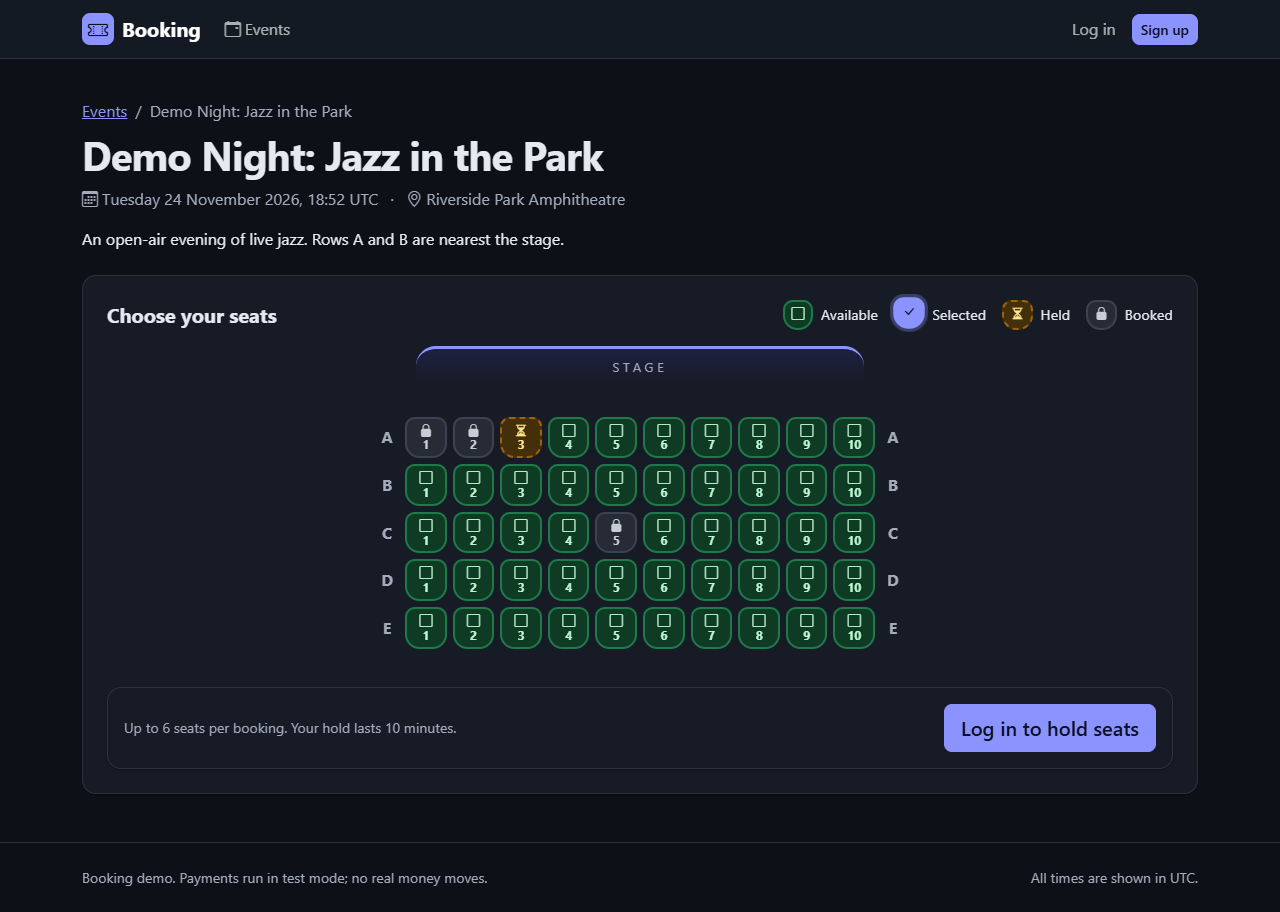 Booking Events Log in Sign up
Events / Demo Night: Jazz in the Park
Demo Night: Jazz in the Park
Tuesday 24 November 2026, 18:52 UTC · Riverside Park Amphitheatre
An open-air evening of live jazz. Rows A and B are nearest the stage.
Choose your seats Available Selected Held Booked
STAGE
A 1 2 3 4 5 6 7 8 9 10 A
B 1 2 3 4 5 6 7 8 9 10 B
C 1 2 3 4 5 6 7 8 9 10 C
D 1 2 3 4 5 6 7 8 9 10 D
E 1 2 3 4 5 6 7 8 9 10 E
Up to 6 seats per booking. Your hold lasts 10 minutes. Log in to hold seats
Booking demo. Payments run in test mode; no real money moves. All times are shown in UTC.